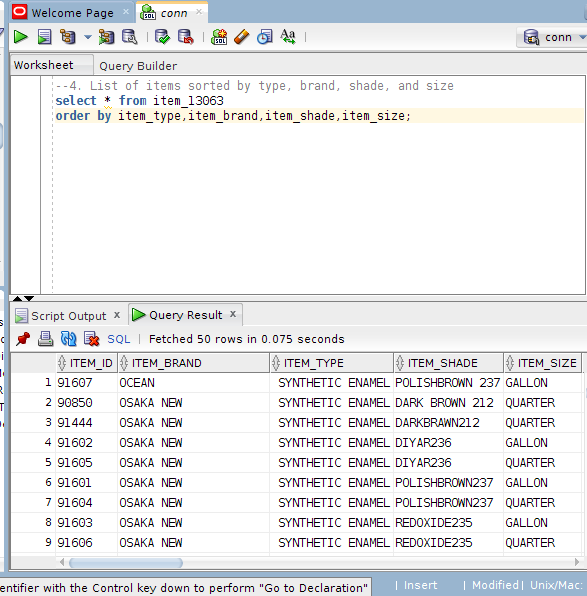 Welcome Page × conn ×
conn
Worksheet Query Builder
--4. List of items sorted by type, brand, shade, and size
select * from item_13063
order by item_type,item_brand,item_shade,item_size;
Script Output × Query Result ×
SQL | Fetched 50 rows in 0.075 seconds
ITEM_ID ITEM_BRAND ITEM_TYPE ITEM_SHADE ITEM_SIZE
1 91607 OCEAN SYNTHETIC ENAMEL POLISHBROWN 237 GALLON
2 90850 OSAKA NEW SYNTHETIC ENAMEL DARK BROWN 212 QUARTER
3 91444 OSAKA NEW SYNTHETIC ENAMEL DARKBRAWN212 QUARTER
4 91602 OSAKA NEW SYNTHETIC ENAMEL DIYAR236 GALLON
5 91605 OSAKA NEW SYNTHETIC ENAMEL DIYAR236 QUARTER
6 91601 OSAKA NEW SYNTHETIC ENAMEL POLISHBROWN237 GALLON
7 91604 OSAKA NEW SYNTHETIC ENAMEL POLISHBROWN237 QUARTER
8 91603 OSAKA NEW SYNTHETIC ENAMEL REDOXIDE235 GALLON
9 91606 OSAKA NEW SYNTHETIC ENAMEL REDOXIDE235 QUARTER
entifier with the Control key down to perform "Go to Declaration" | Insert | Modified | Unix/Mac: